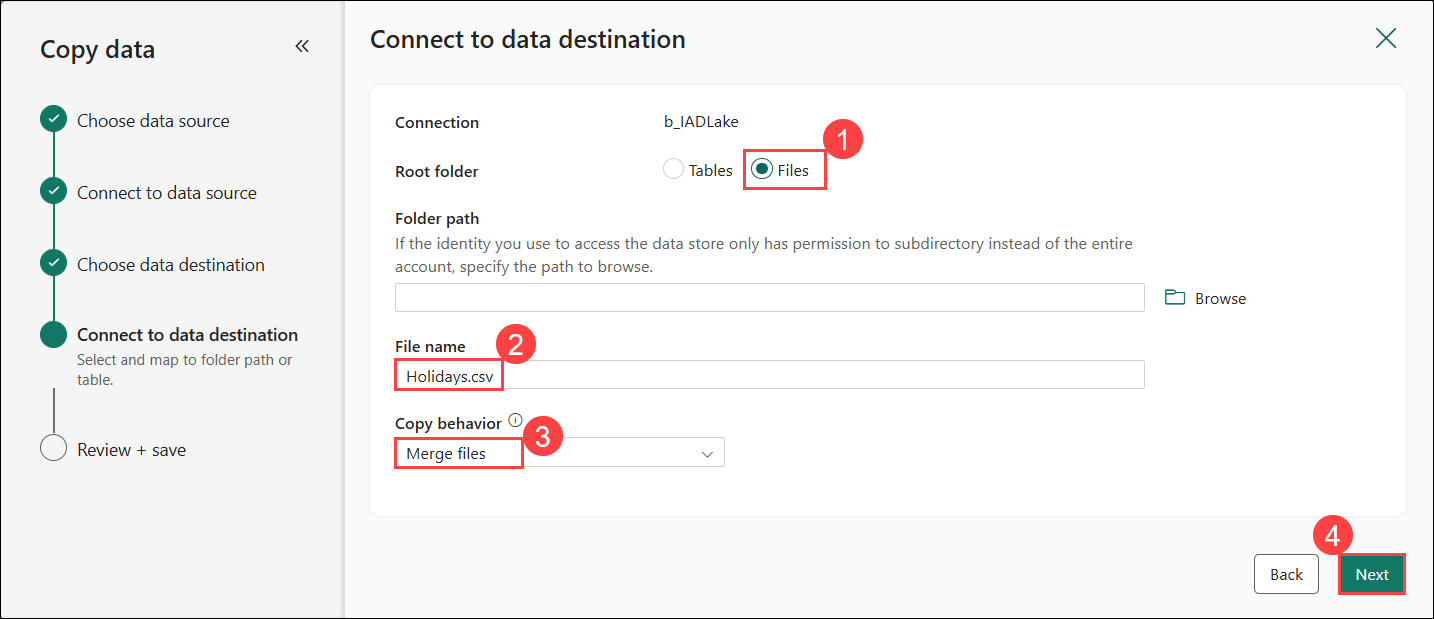 Copy data
Choose data source
Connect to data source
Choose data destination
Connect to data destination
Select and map to folder path or
table.
Review + save
Connect to data destination
Connection b_IADLake
1
Root folder Tables Files
Folder path
If the identity you use to access the data store only has permission to subdirectory instead of the entire
account, specify the path to browse.
Browse
File name 2
Holidays.csv
Copy behavior 3
Merge files
4
Back Next